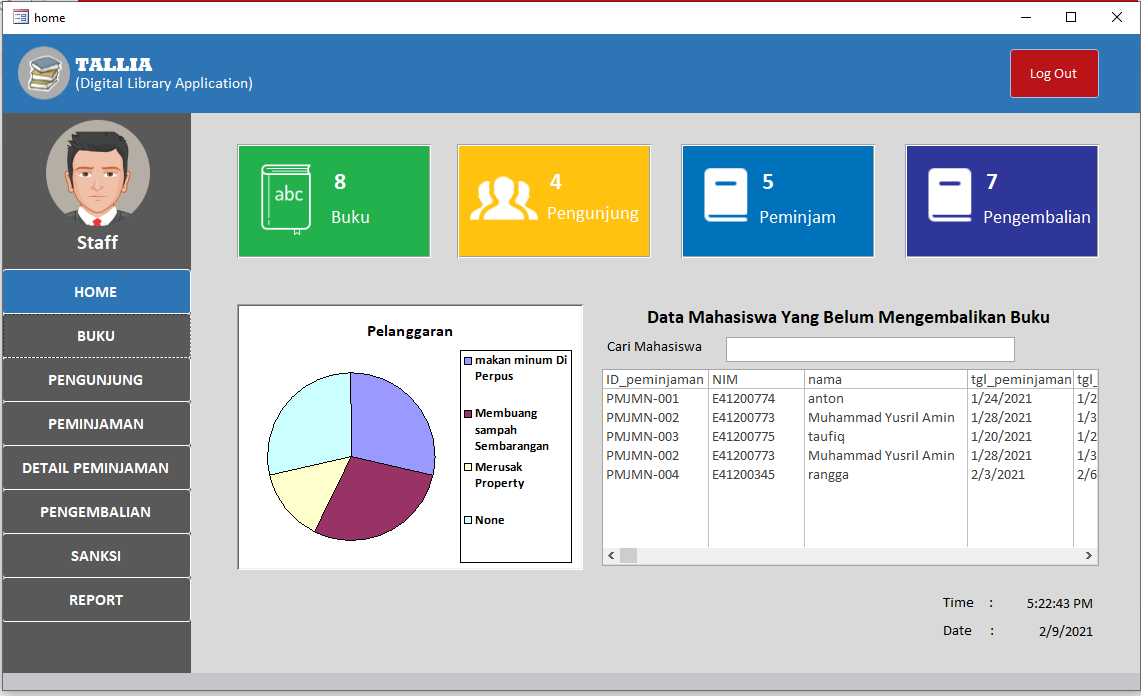 home
TALLIA
(Digital Library Application)
Log Out
Staff
HOME
BUKU
PENGUNJUNG
PEMINJAMAN
DETAIL PEMINJAMAN
PENGEMBALIAN
SANKSI
REPORT
abc
8
Buku
4
Pengunjung
5
Peminjam
7
Pengembalian
Pelanggaran
makan minum Di
Perpus
Membuang
sampah
Sembarangan
Merusak
Property
None
Data Mahasiswa Yang Belum Mengembalikan Buku
Cari Mahasiswa
ID_peminjaman NIM nama tgl_peminjaman tgl_
PMJMN-001 E41200774 anton 1/24/2021 1/2
PMJMN-002 E41200773 Muhammad Yusril Amin 1/28/2021 1/3
PMJMN-003 E41200775 taufiq 1/20/2021 1/2
PMJMN-002 E41200773 Muhammad Yusril Amin 1/28/2021 1/3
PMJMN-004 E41200345 rangga 2/3/2021 2/6
Time : 5:22:43 PM
Date : 2/9/2021